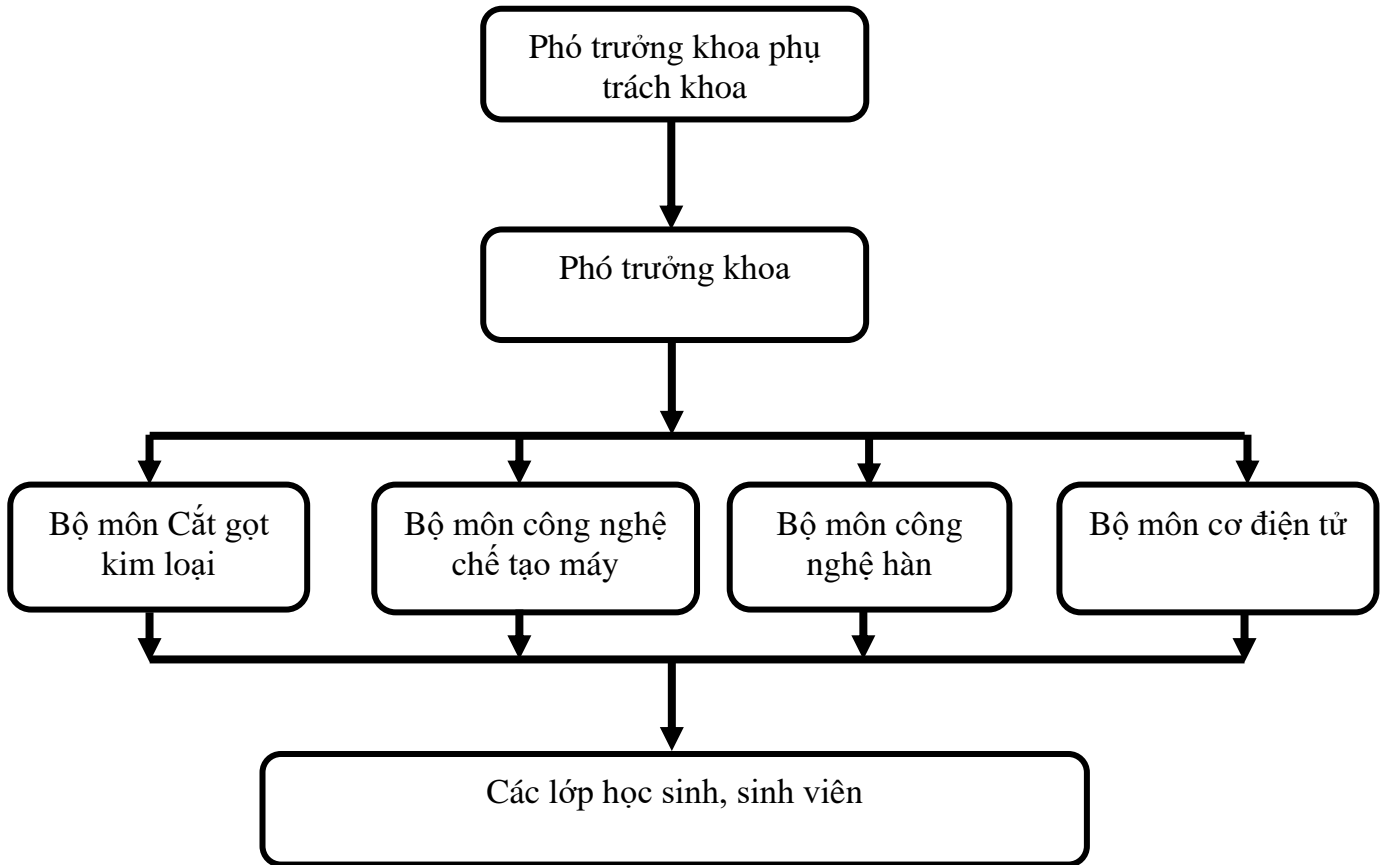 Phó trưởng khoa phụ
trách khoa
Phó trưởng khoa
Bộ môn Cắt gọt
kim loại
Bộ môn công nghệ
chế tạo máy
Bộ môn công
nghệ hàn
Bộ môn cơ điện tử
Các lớp học sinh, sinh viên